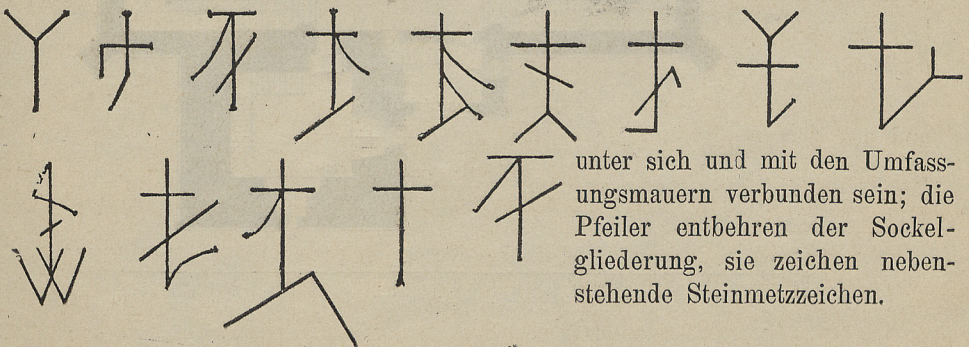 unter sich und mit den Umfass-
ungsmauern verbunden sein; die
Pfeiler entbehren der Sockel-
gliederung, sie zeichen neben-
stehende Steinmetzzeichen.